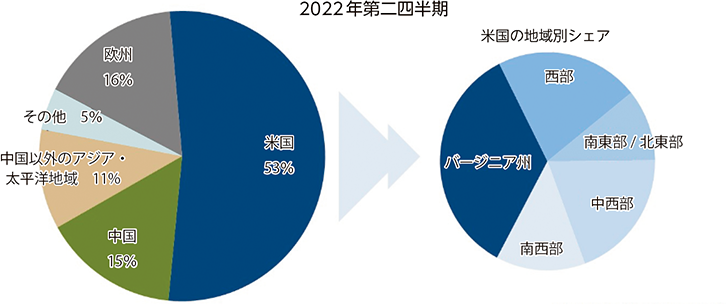 2022年第二四半期
米国の地域別シェア
欧州
16%
その他 5%
中国以外のアジア・
太平洋地域 11%
中国
15%
米国
53%
西部
南東部 / 北東部
バージニア州
中西部
南西部